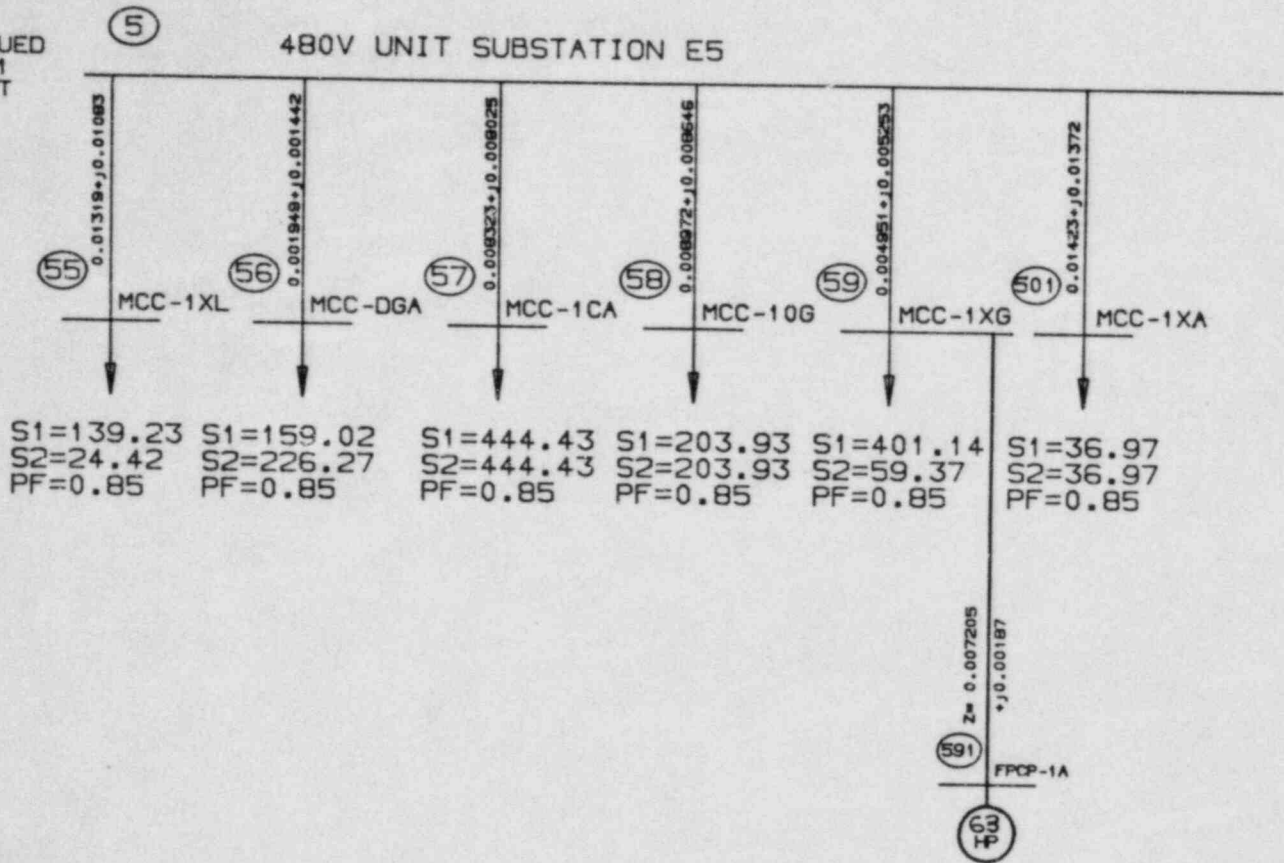 UED
5
480V UNIT SUBSTATION E5
T
0.01319+j0.01083
0.001949+j0.001442
0.008323+j0.008025
0.008972+j0.008646
0.004951+j0.005253
0.01423+j0.01372
55
56
57
58
59
501
MCC-1XL
MCC-DGA
MCC-1CA
MCC-10G
MCC-1XG
MCC-1XA
S1=139.23
S2=24.42
PF=0.85
S1=159.02
S2=226.27
PF=0.85
S1=444.43
S2=444.43
PF=0.85
S1=203.93
S2=203.93
PF=0.85
S1=401.14
S2=59.37
PF=0.85
S1=36.97
S2=36.97
PF=0.85
Z= 0.007205
+j0.00187
591
FPCP-1A
63
HP